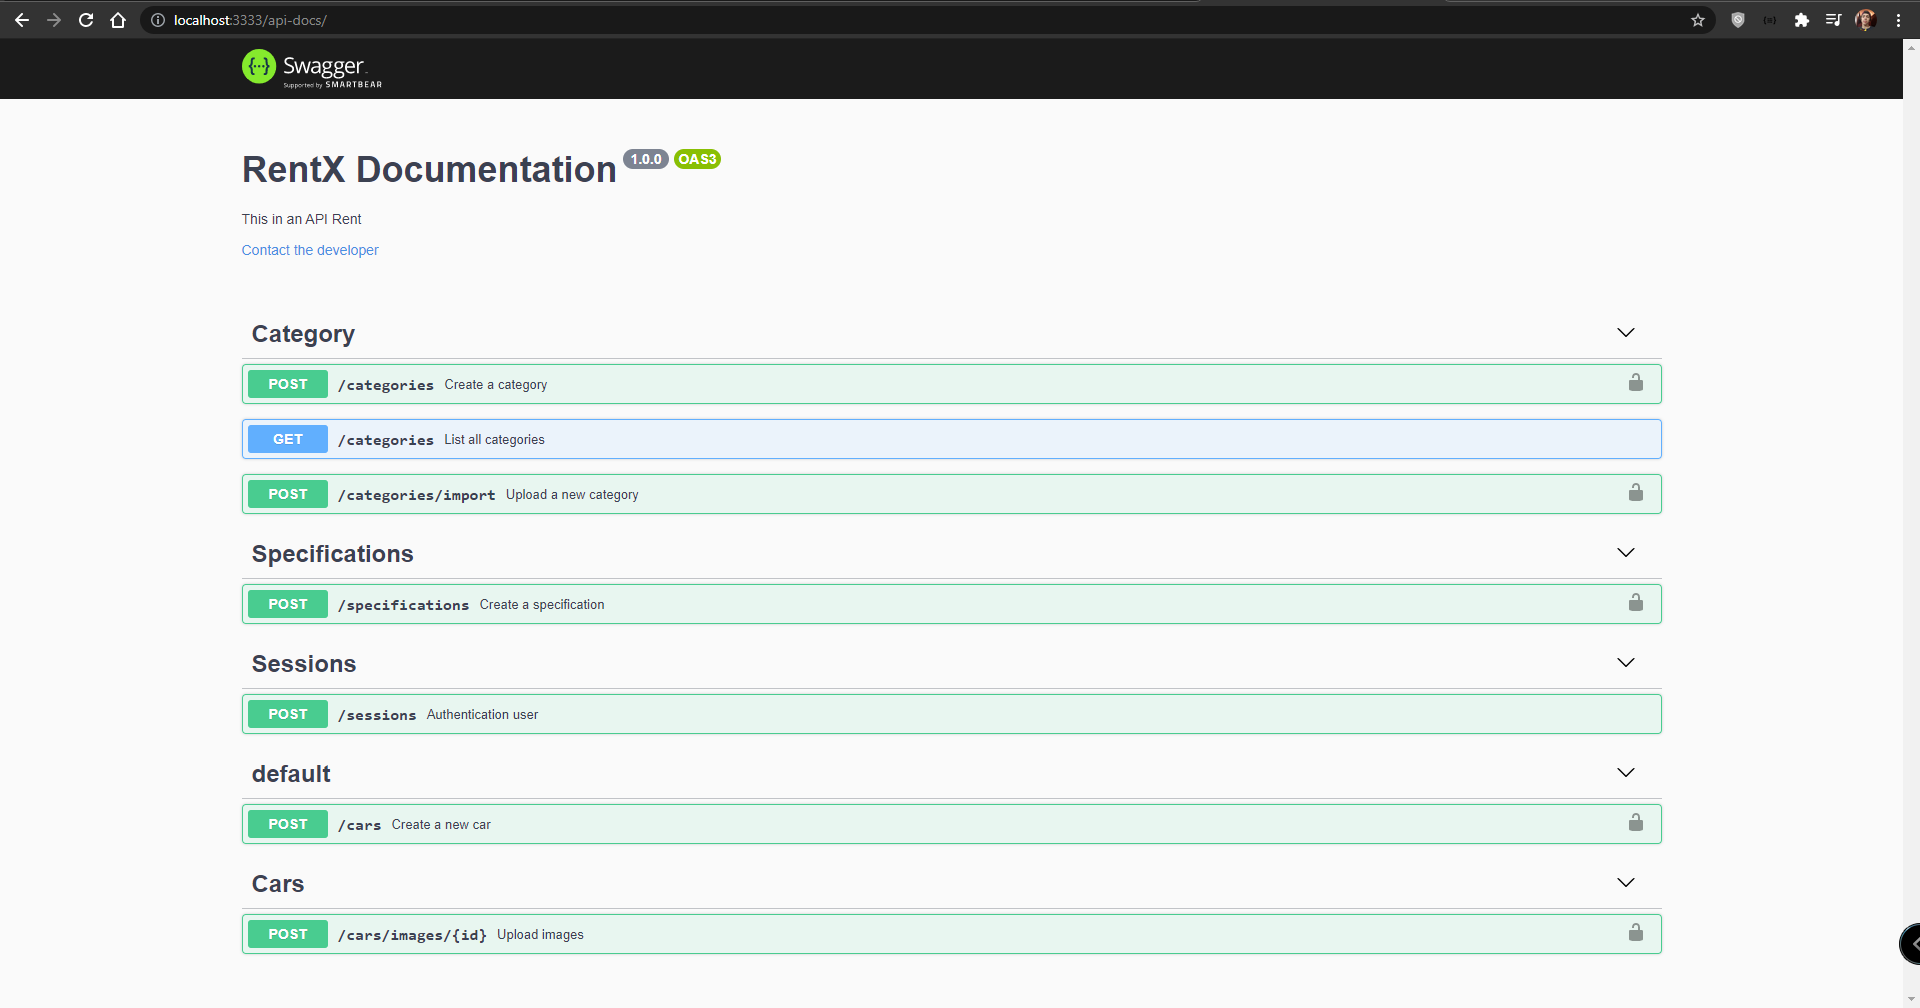 localhost:3333/api-docs/
Swagger
Supported by SMARTBEAR
RentX Documentation 1.0.0 OAS3
This in an API Rent
Contact the developer
Category
POST /categories Create a category
GET /categories List all categories
POST /categories/import Upload a new category
Specifications
POST /specifications Create a specification
Sessions
POST /sessions Authentication user
default
POST /cars Create a new car
Cars
POST /cars/images/{id} Upload images